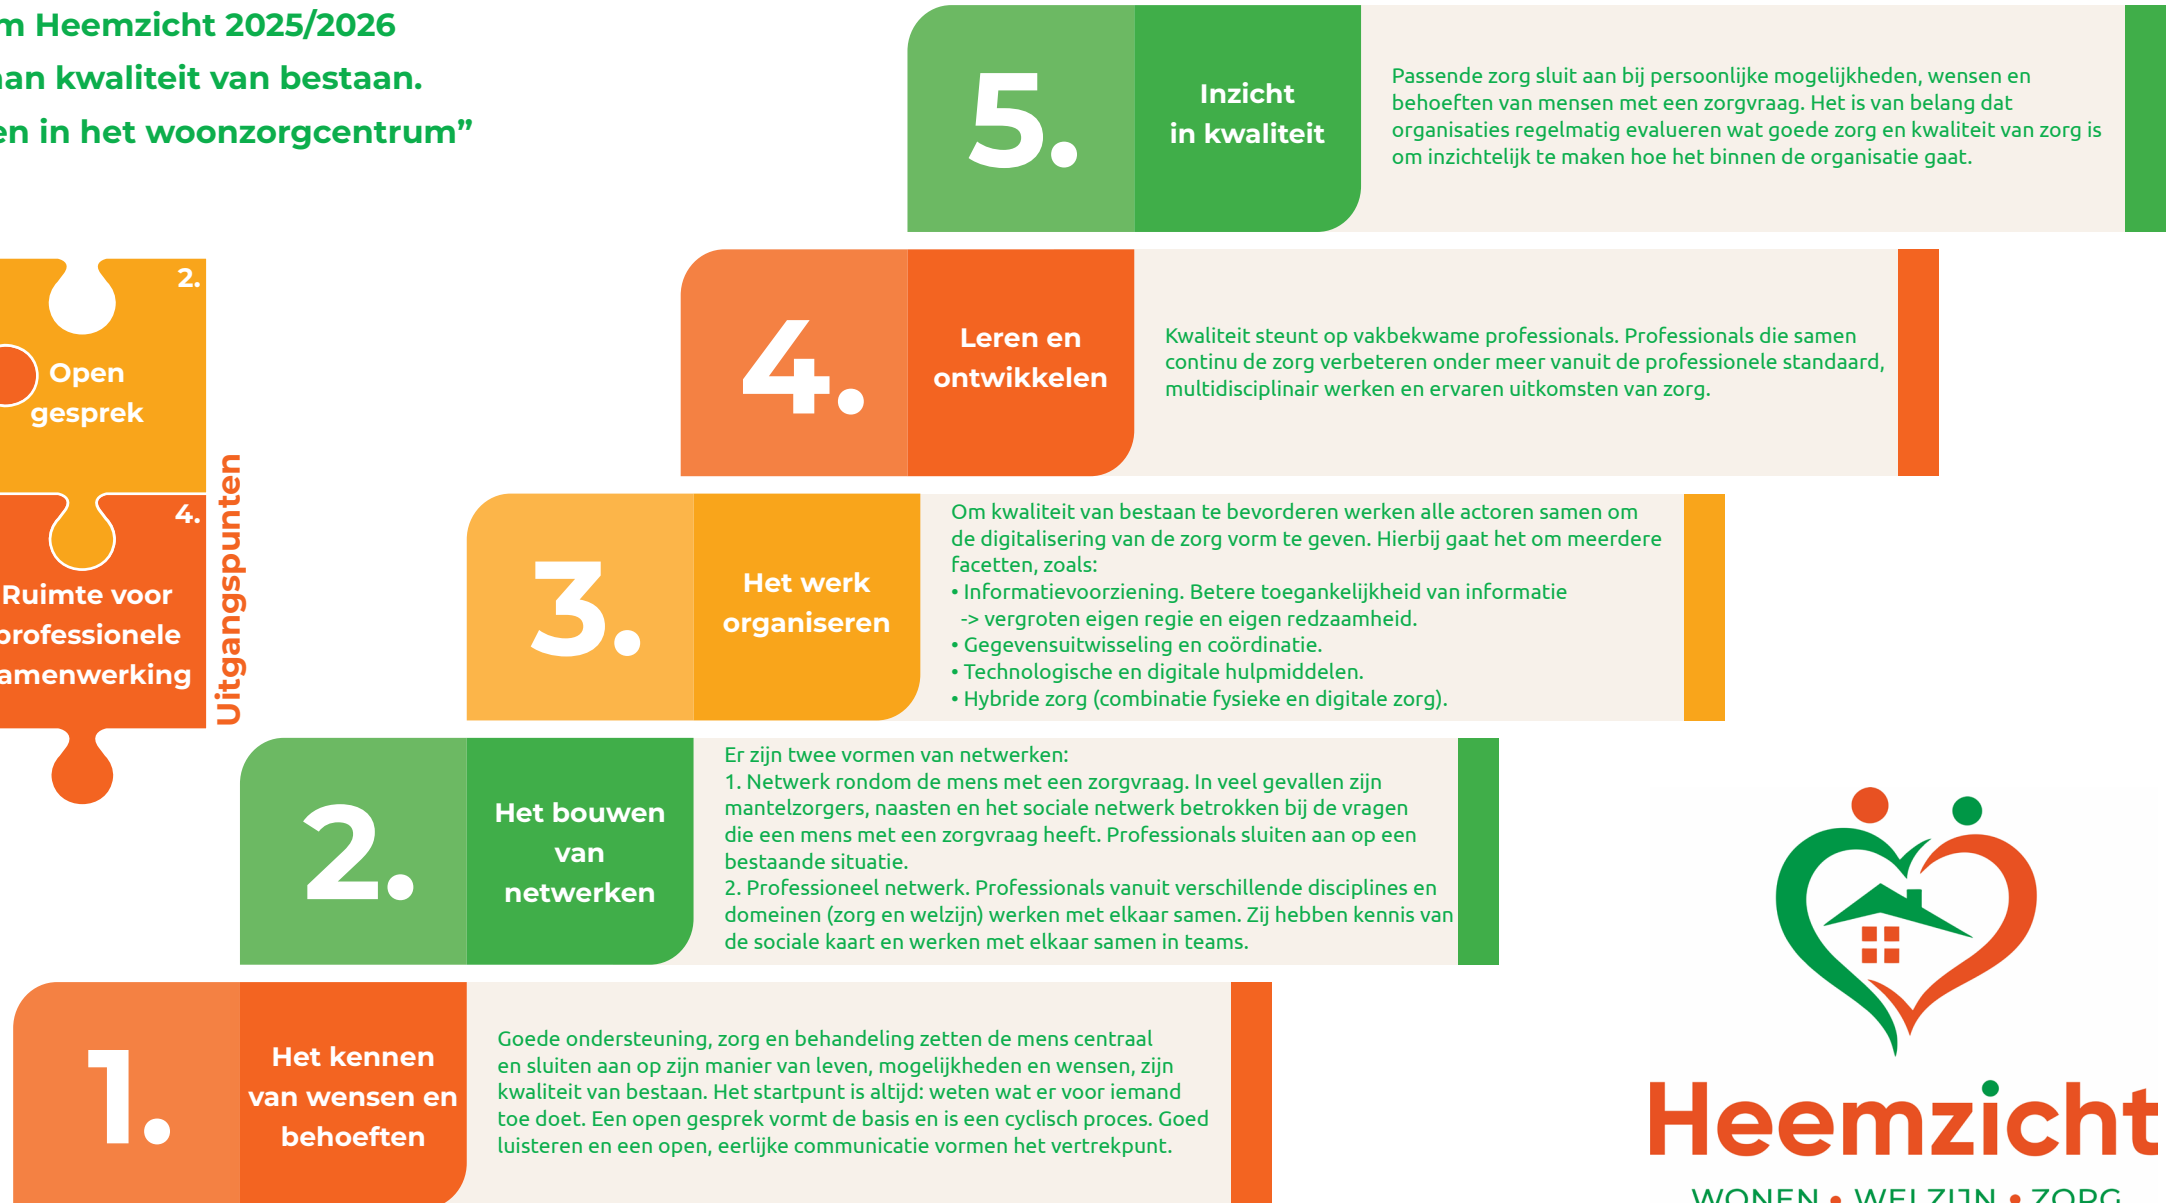 m Heemzicht 2025/2026
aan kwaliteit van bestaan.
en in het woonzorgcentrum”
5.
Inzicht
in kwaliteit
Passende zorg sluit aan bij persoonlijke mogelijkheden, wensen en
behoeften van mensen met een zorgvraag. Het is van belang dat
organisaties regelmatig evalueren wat goede zorg en kwaliteit van zorg is
om inzichtelijk te maken hoe het binnen de organisatie gaat.
2.
Open
gesprek
4.
Ruimte voor
professionele
amenwerking
Uitgangspunten
4.
Leren en
ontwikkelen
Kwaliteit steunt op vakbekwame professionals. Professionals die samen
continu de zorg verbeteren onder meer vanuit de professionele standaard,
multidisciplinair werken en ervaren uitkomsten van zorg.
3.
Het werk
organiseren
Om kwaliteit van bestaan te bevorderen werken alle actoren samen om
de digitalisering van de zorg vorm te geven. Hierbij gaat het om meerdere
facetten, zoals:
• Informatievoorziening. Betere toegankelijkheid van informatie
-> vergroten eigen regie en eigen redzaamheid.
• Gegevensuitwisseling en coördinatie.
• Technologische en digitale hulpmiddelen.
• Hybride zorg (combinatie fysieke en digitale zorg).
2.
Het bouwen
van
netwerken
Er zijn twee vormen van netwerken:
1. Netwerk rondom de mens met een zorgvraag. In veel gevallen zijn
mantelzorgers, naasten en het sociale netwerk betrokken bij de vragen
die een mens met een zorgvraag heeft. Professionals sluiten aan op een
bestaande situatie.
2. Professioneel netwerk. Professionals vanuit verschillende disciplines en
domeinen (zorg en welzijn) werken met elkaar samen. Zij hebben kennis van
de sociale kaart en werken met elkaar samen in teams.
1.
Het kennen
van wensen en
behoeften
Goede ondersteuning, zorg en behandeling zetten de mens centraal
en sluiten aan op zijn manier van leven, mogelijkheden en wensen, zijn
kwaliteit van bestaan. Het startpunt is altijd: weten wat er voor iemand
toe doet. Een open gesprek vormt de basis en is een cyclisch proces. Goed
luisteren en een open, eerlijke communicatie vormen het vertrekpunt.
Heemzicht
WONEN • WELZIJN • ZORG